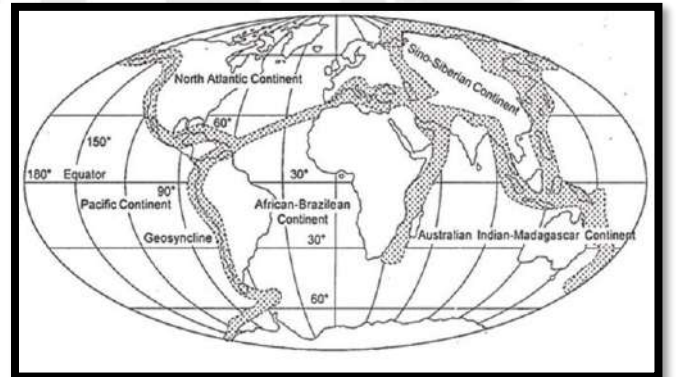 North Atlantic Continent
Sino-Siberian Continent
60°
150°
180° Equator
90°
30°
Pacific Continent
African-Brazilean
Continent
Geosyncline
30°
Australian Indian-Madagascar Continent
60°